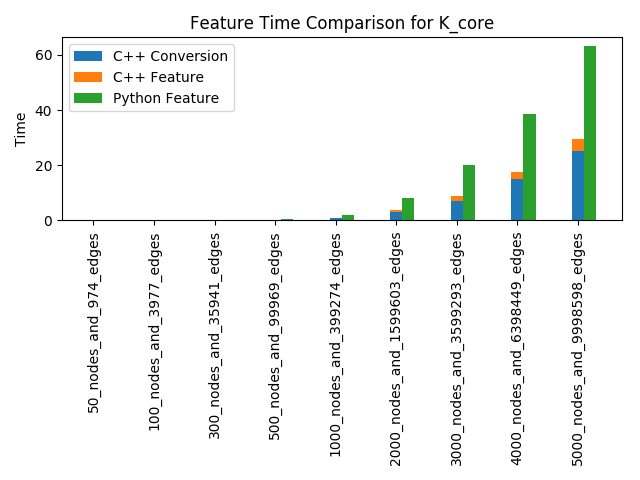 Feature Time Comparison for K_core
C++ Conversion
C++ Feature
Python Feature
Time
60
40
20
0
50_nodes_and_974_edges
100_nodes_and_3977_edges
300_nodes_and_35941_edges
500_nodes_and_99969_edges
1000_nodes_and_399274_edges
2000_nodes_and_1599603_edges
3000_nodes_and_3599293_edges
4000_nodes_and_6398449_edges
5000_nodes_and_9998598_edges